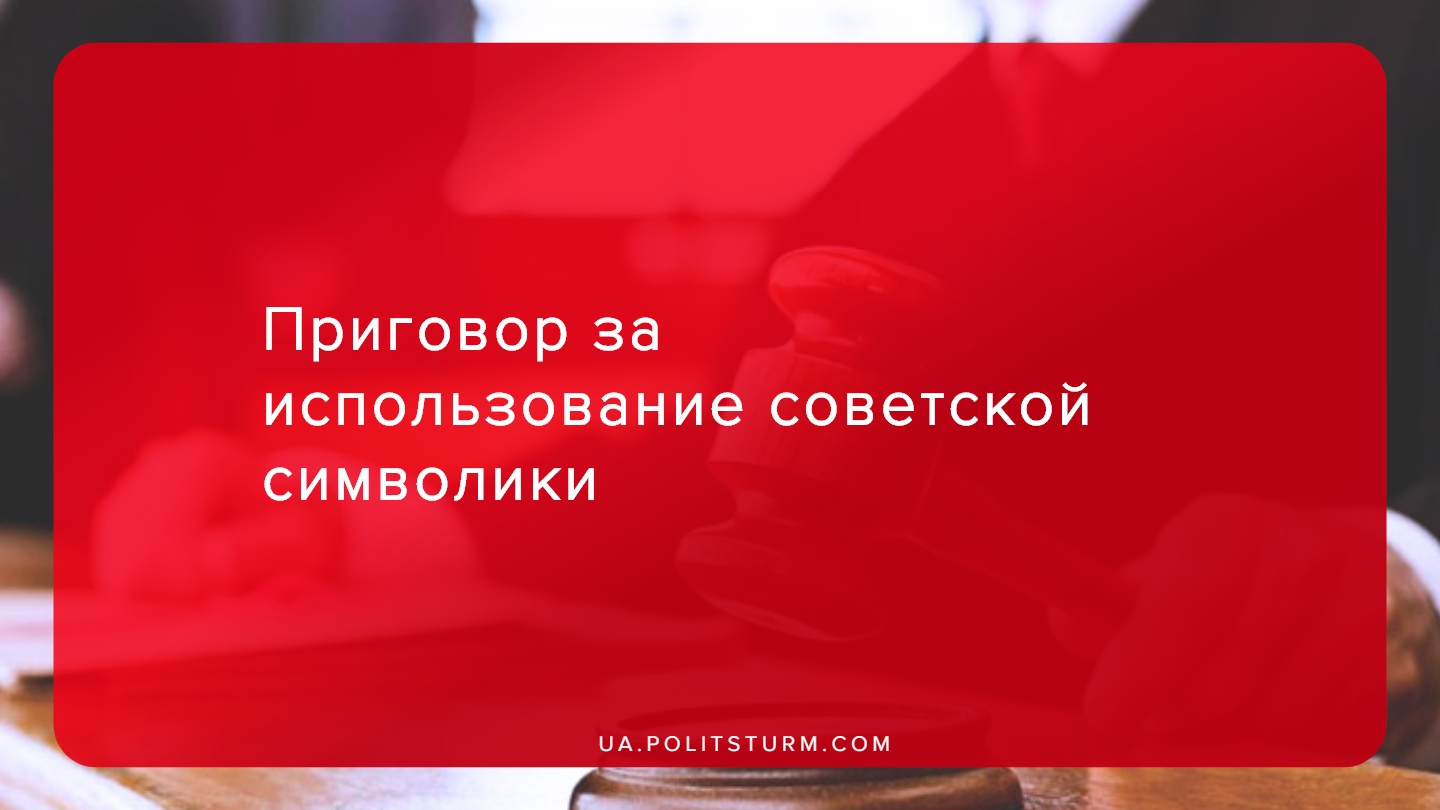 Приговор за
использование советской
символики
UA.POLITSTURM.COM